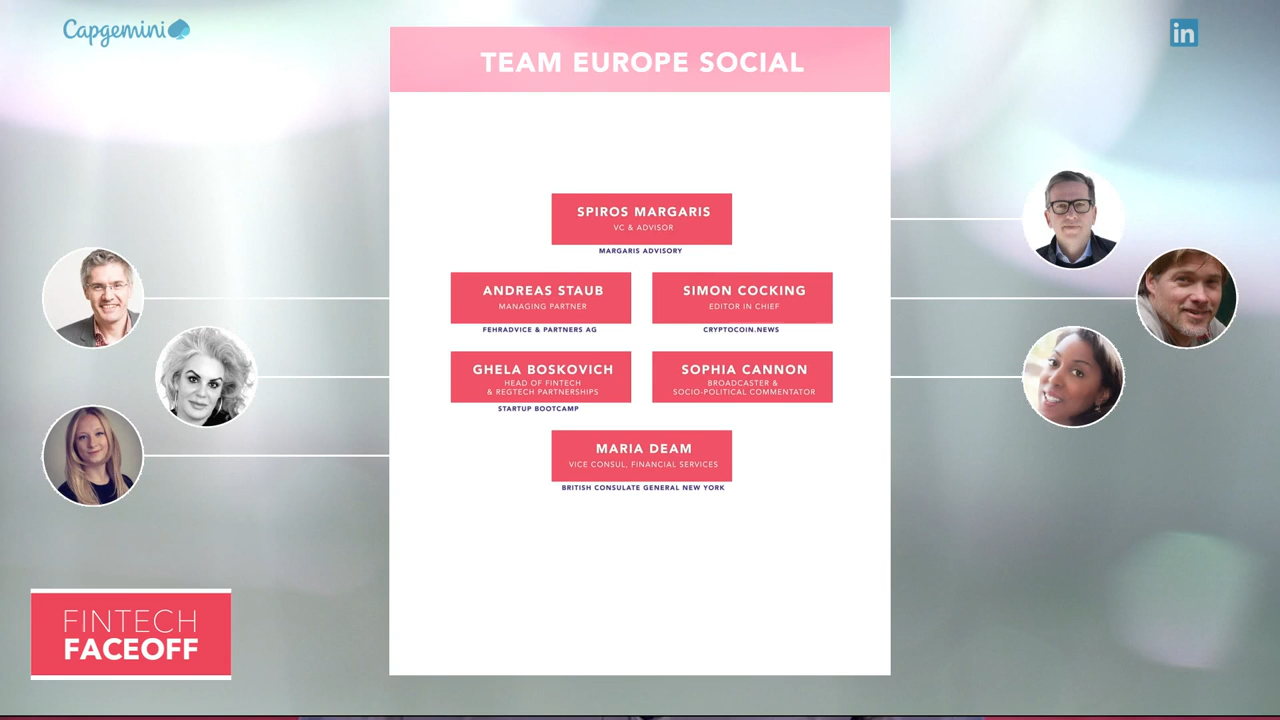 Capgemini
in
TEAM EUROPE SOCIAL
SPIROS MARGARIS
VC & ADVISOR
MARGARIS ADVISORY
ANDREAS STAUB
MANAGING PARTNER
FEHRADVICE & PARTNERS AG
SIMON COCKING
EDITOR IN CHIEF
CRYPTOCOIN.NEWS
GHELA BOSKOVICH
HEAD OF FINTECH
& REGTECH PARTNERSHIPS
STARTUP BOOTCAMP
SOPHIA CANNON
BROADCASTER &
SOCIO-POLITICAL COMMENTATOR
MARIA DEAM
VICE CONSUL, FINANCIAL SERVICES
BRITISH CONSULATE GENERAL NEW YORK
FINTECH
FACEOFF